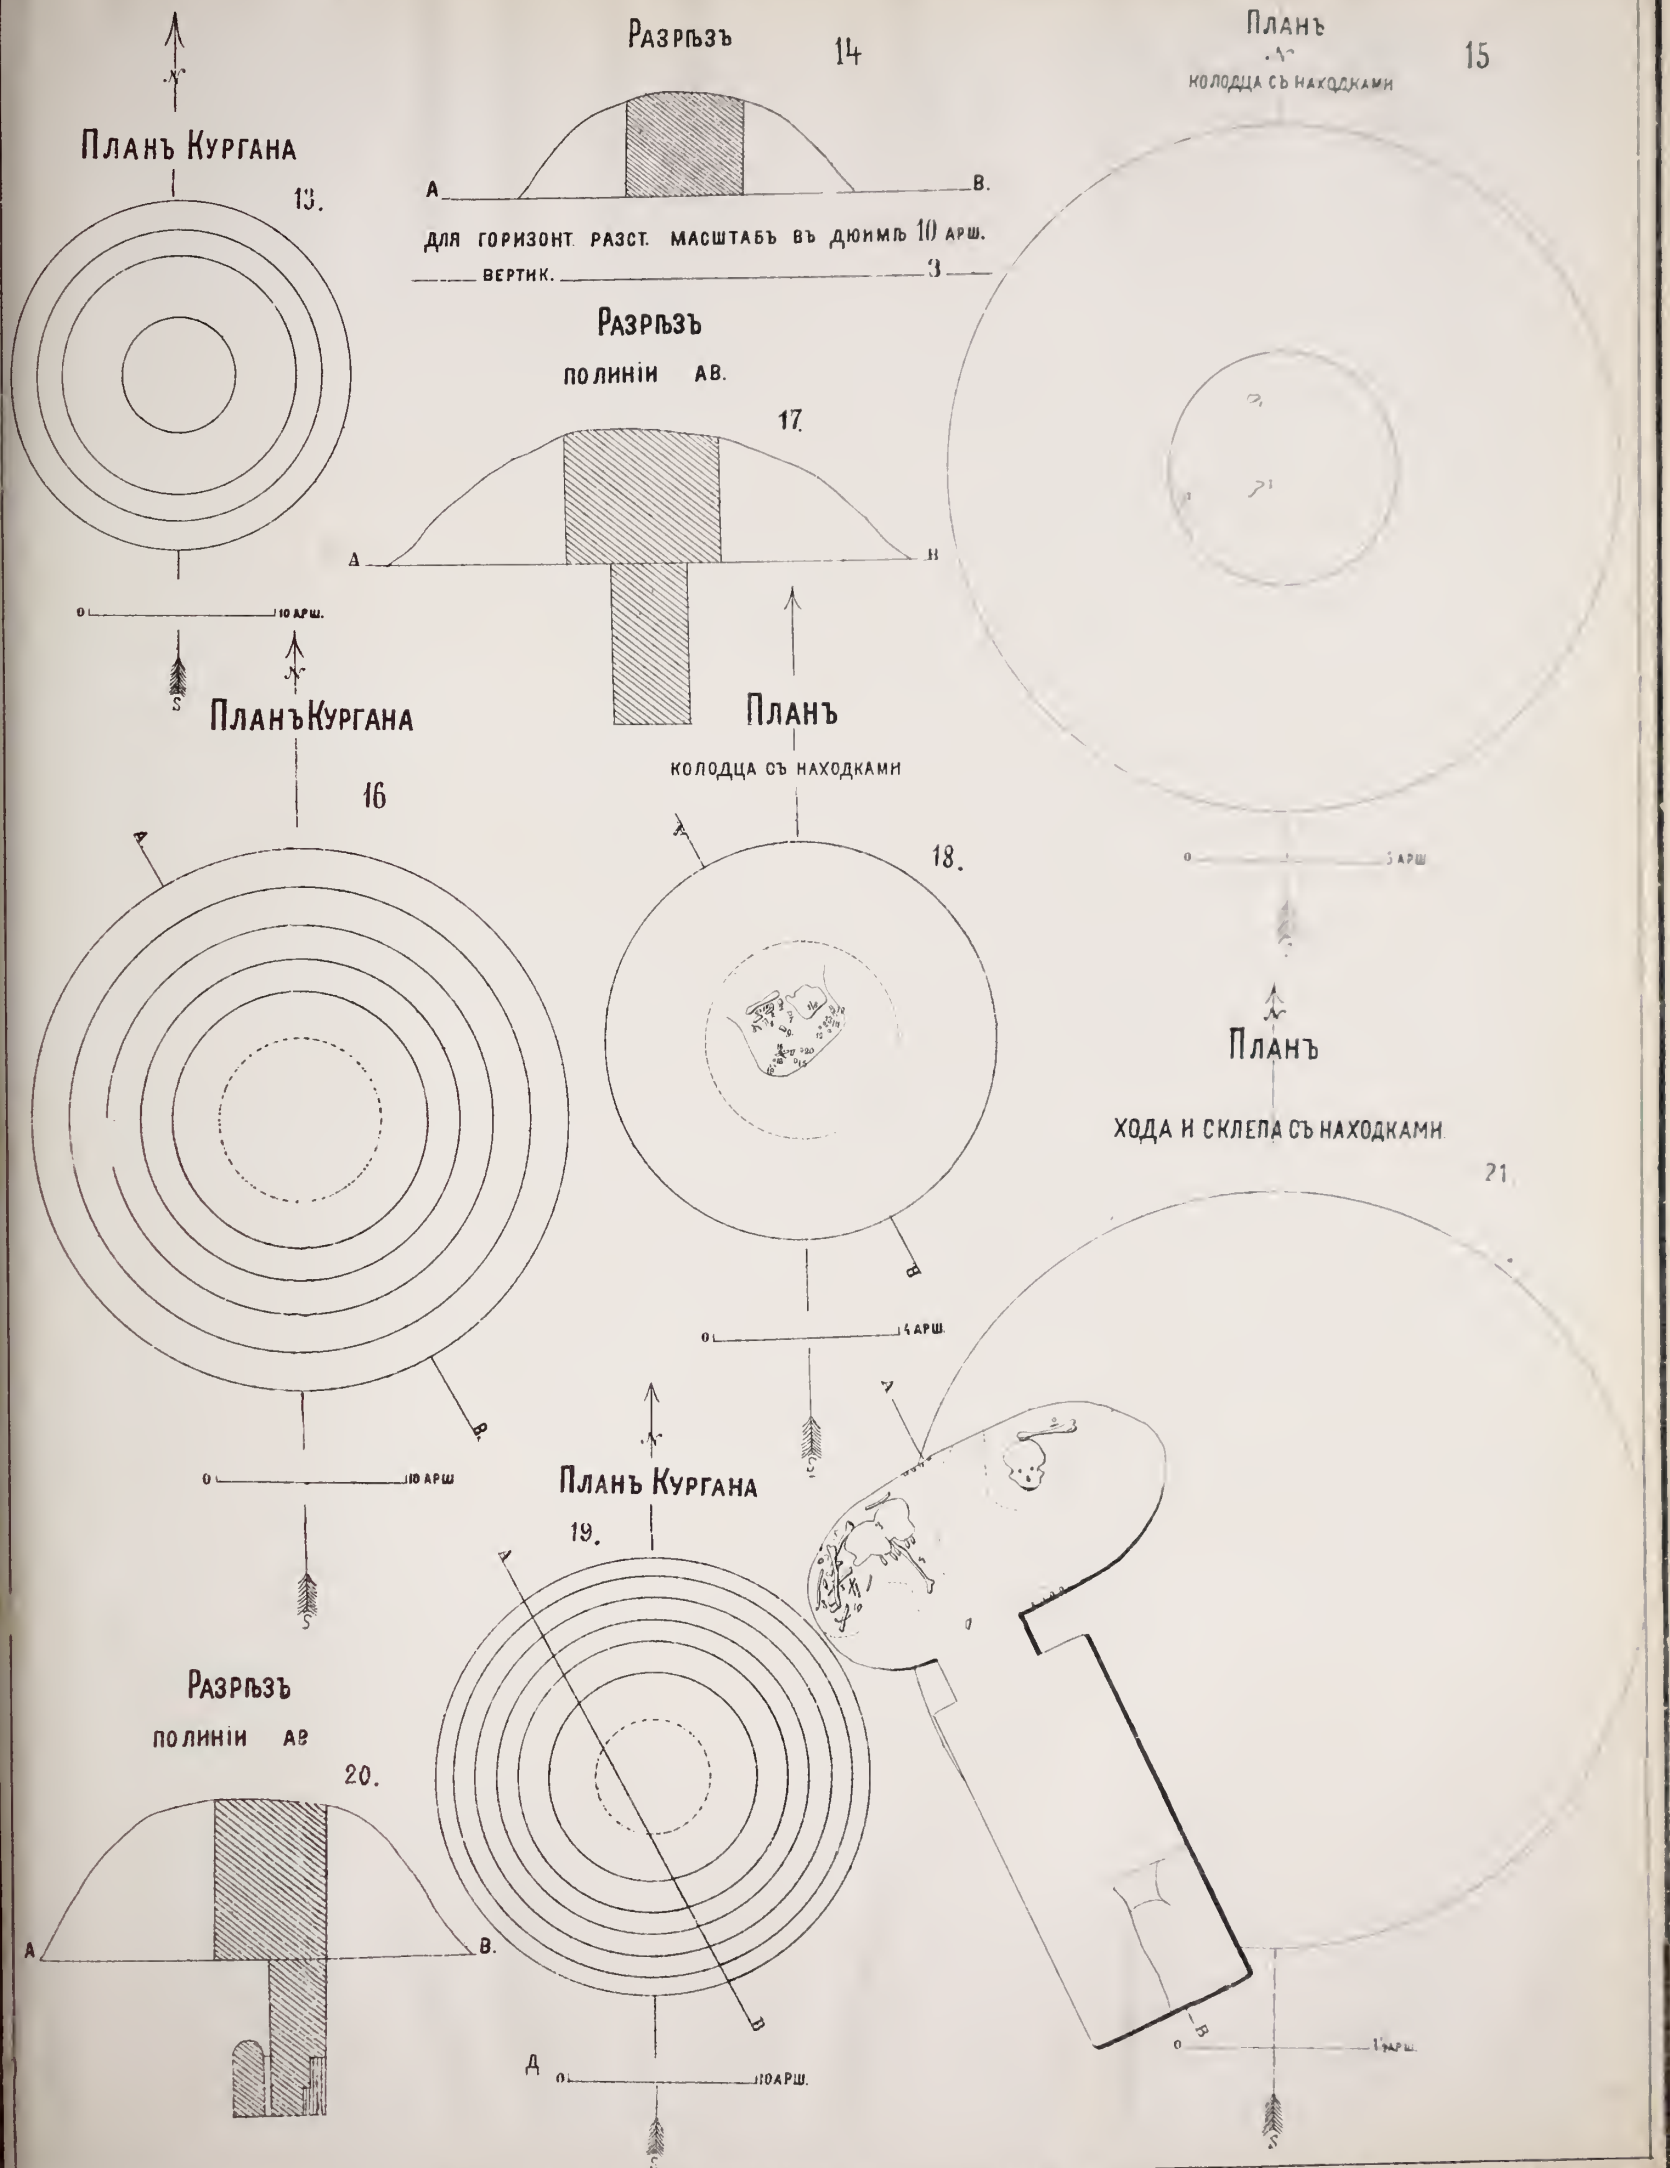 N
ПЛАНЪ КУРГАНА
13.
0 10 АРШ.
S
РАЗРѢЗЪ
14
А В.
ДЛЯ ГОРИЗОНТ. РАЗСТ. МАСШТАБЪ ВЪ ДЮЙМѢ 10 АРШ.
ВЕРТИК. 3
ПЛАНЪ
N
15
КОЛОДЦА СЪ НАХОДКАМИ
0 АРШ
РАЗРѢЗЪ
ПО ЛИНІИ АВ.
17.
А В
N
ПЛАНЪ КУРГАНА
16
А
В.
0 10 АРШ
S
ПЛАНЪ
КОЛОДЦА СЪ НАХОДКАМИ
А
18.
В
0 4 АРШ.
S
N
ПЛАНЪ
ХОДА И СКЛЕПА СЪ НАХОДКАМИ
21.
А
В
0 АРШ.
S
N
ПЛАНЪ КУРГАНА
19.
А
В
Д
0 10 АРШ.
S
РАЗРѢЗЪ
ПО ЛИНІИ АВ
20.
А В.